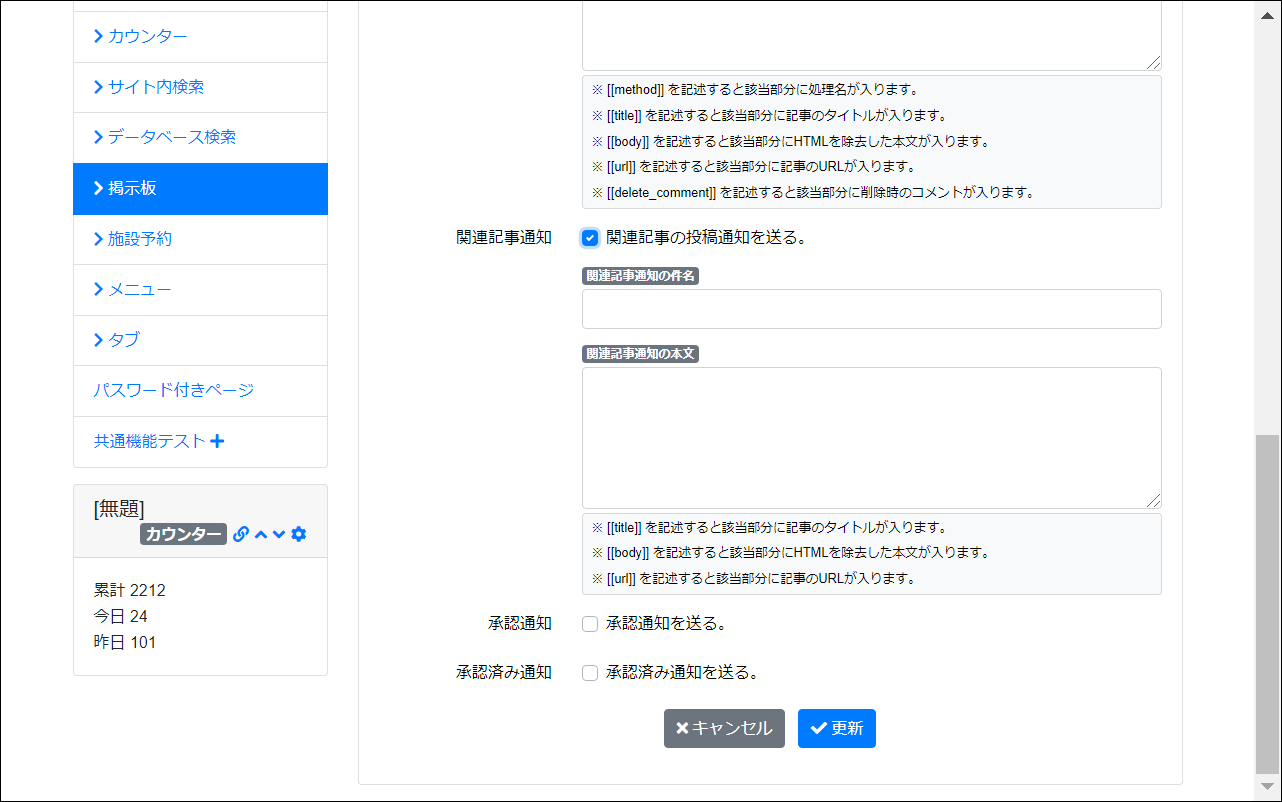 カウンター
サイト内検索
データベース検索
掲示板
施設予約
メニュー
タブ
パスワード付きページ
共通機能テスト
[無題]
カウンター
累計 2212
今日 24
昨日 101
※ [[method]] を記述すると該当部分に処理名が入ります。
※ [[title]] を記述すると該当部分に記事のタイトルが入ります。
※ [[body]] を記述すると該当部分にHTMLを除去した本文が入ります。
※ [[url]] を記述すると該当部分に記事のURLが入ります。
※ [[delete_comment]] を記述すると該当部分に削除時のコメントが入ります。
関連記事通知 関連記事の投稿通知を送る。
関連記事通知の件名
関連記事通知の本文
※ [[title]] を記述すると該当部分に記事のタイトルが入ります。
※ [[body]] を記述すると該当部分にHTMLを除去した本文が入ります。
※ [[url]] を記述すると該当部分に記事のURLが入ります。
承認通知 承認通知を送る。
承認済み通知 承認済み通知を送る。
キャンセル 更新